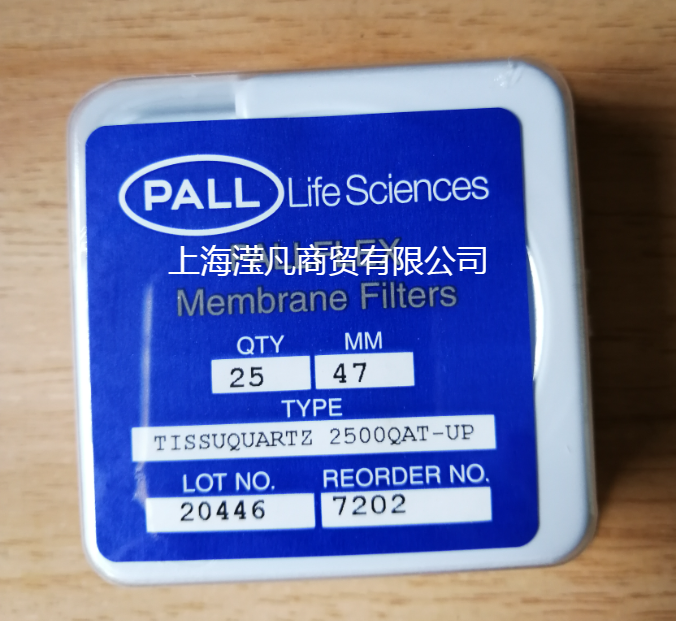 PALL Life Sciences
PALLFLEX
上海滢凡商贸有限公司
Membrane Filters
QTY MM
25 47
TYPE
TISSUQUARTZ 2500QAT-UP
LOT NO. REORDER NO.
20446 7202